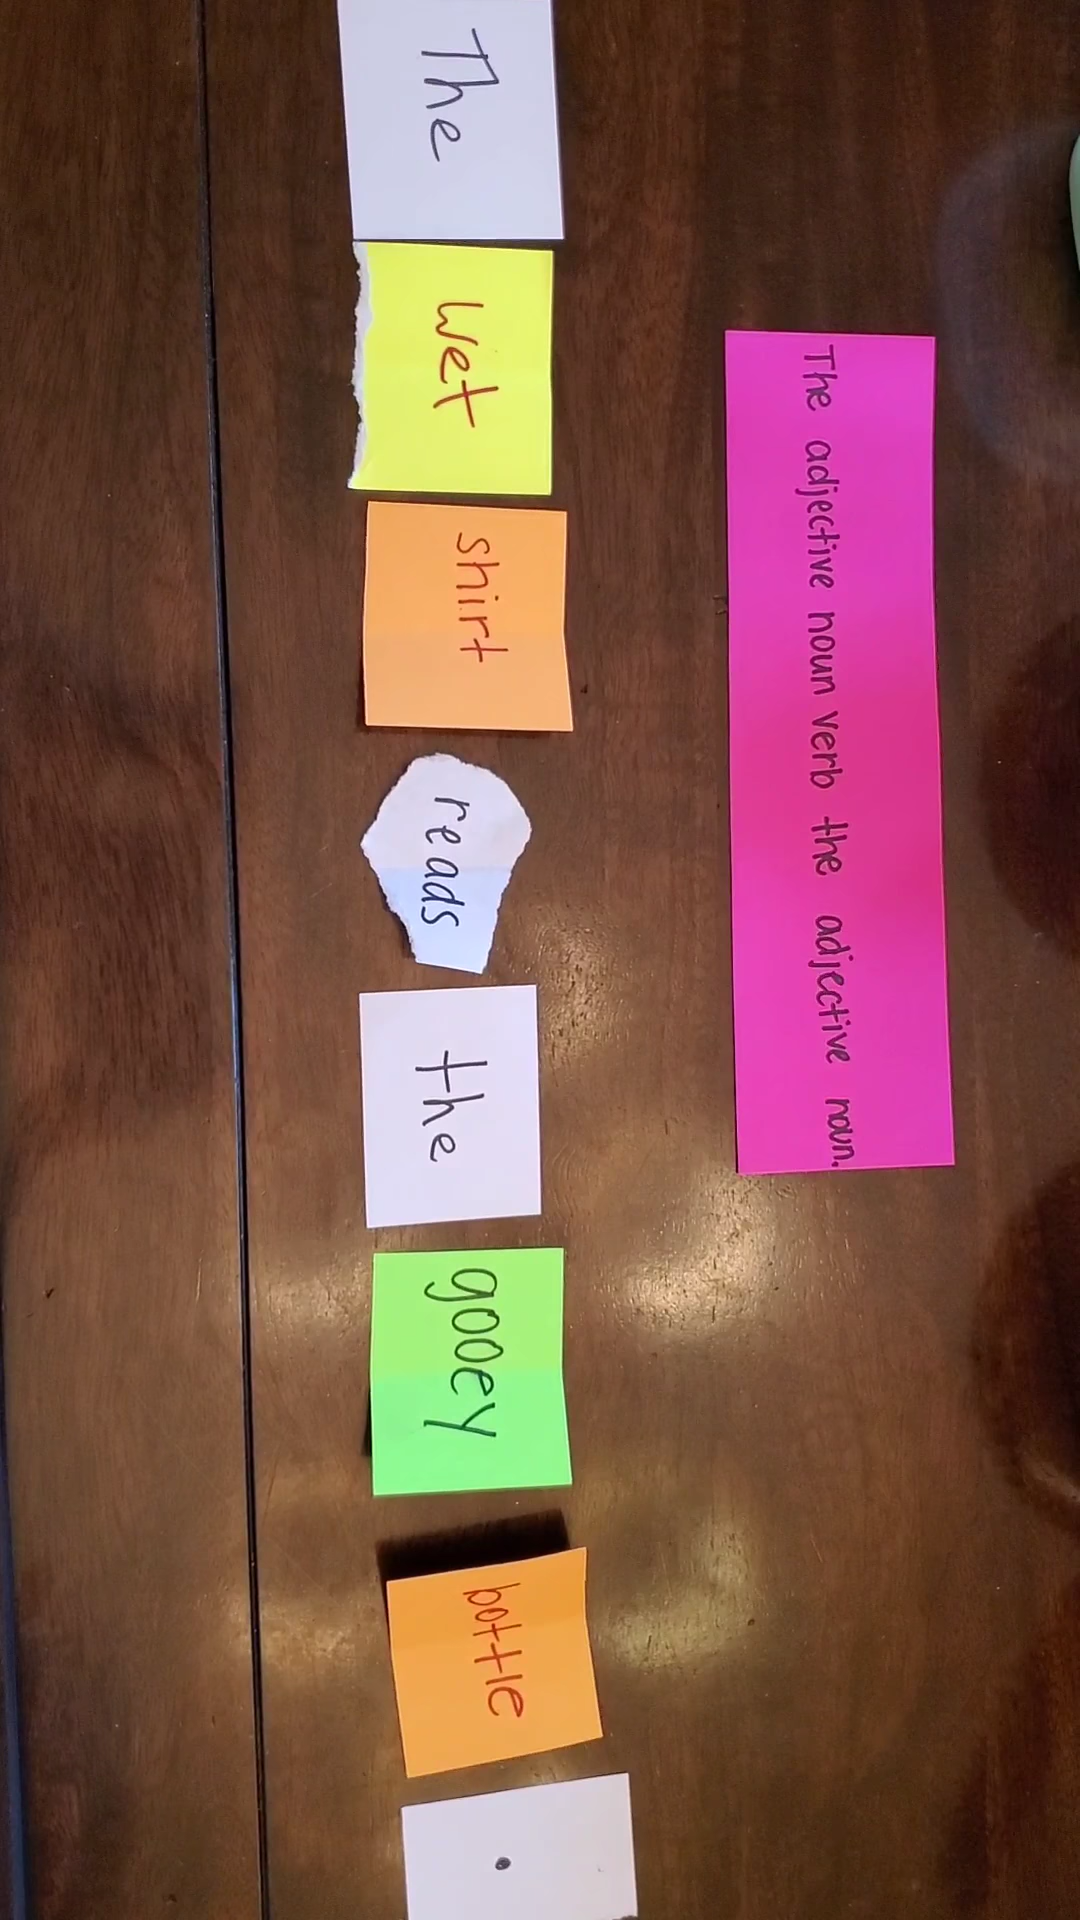 The adjective noun verb the adjective noun.
The wet shirt reads the gooey bottle .